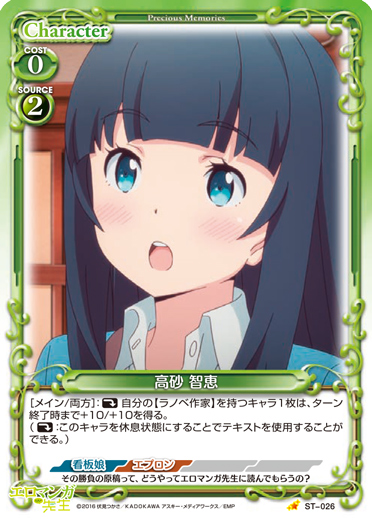 Precious Memories
Character
COST
0
SOURCE
2
高砂 智恵
[メイン/両方]:自分の【ラノベ作家】を持つキャラ1枚は、ターン
終了時まで+10/+10を得る。
(:このキャラを休息状態にすることでテキストを使用することが
できる。)
看板娘 エプロン
その勝負の原稿って、どうやってエロマンガ先生に読んでもらうの?
エロマンガ
先生
ST-026
©2016 伏見つかさ/KADOKAWA アスキー・メディアワークス/EMP